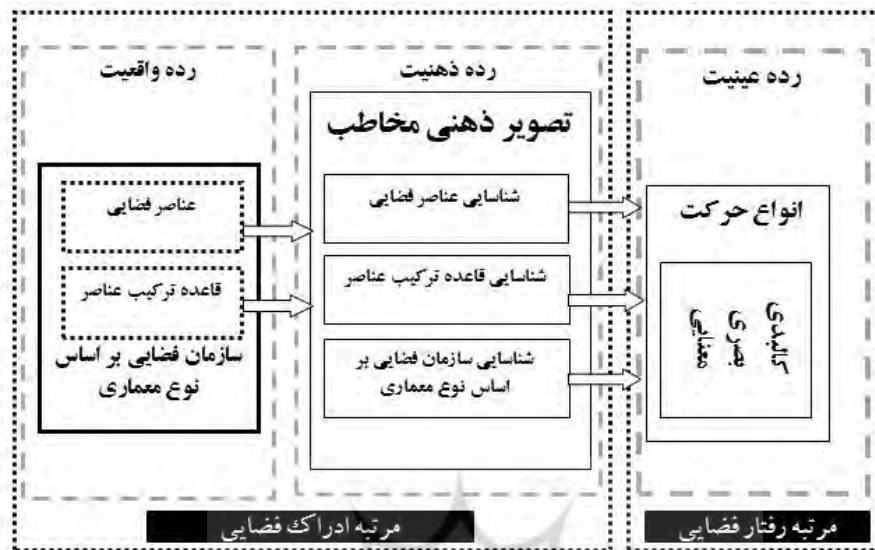 رده واقعیت
عناصر فضایی
قاعده ترکیب عناصر
سازمان فضایی بر اساس
نوع معماری
رده ذهنیت
تصویر ذهنی مخاطب
شناسایی عناصر فضایی
شناسایی قاعده ترکیب عناصر
شناسایی سازمان فضایی بر
اساس نوع معماری
رده عینیت
انواع حرکت
کالبدی
بصری
معنایی
مرتبه ادراک فضایی
مرتبه رفتار فضایی